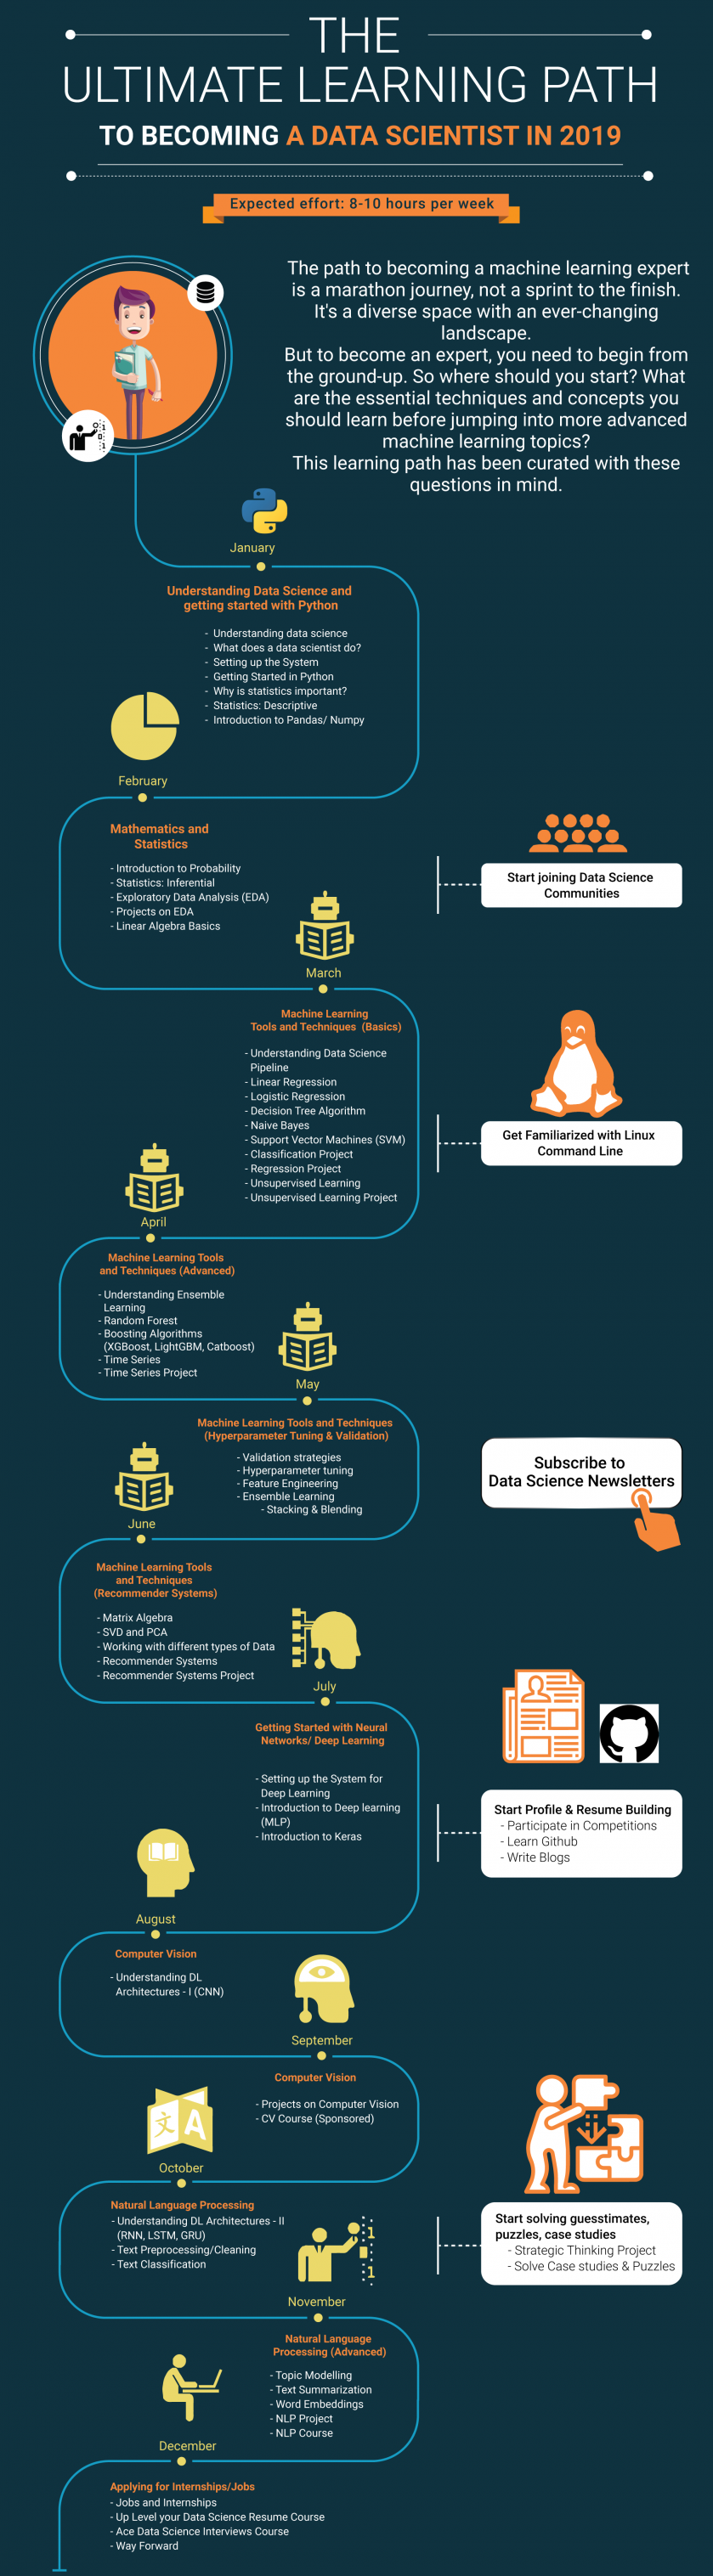 THE
ULTIMATE LEARNING PATH
TO BECOMING A DATA SCIENTIST IN 2019
Expected effort: 8-10 hours per week
The path to becoming a machine learning expert
is a marathon journey, not a sprint to the finish.
It's a diverse space with an ever-changing
landscape.
But to become an expert, you need to begin from
the ground-up. So where should you start? What
are the essential techniques and concepts you
should learn before jumping into more advanced
machine learning topics?
This learning path has been curated with these
questions in mind.
January
Understanding Data Science and
getting started with Python
- Understanding data science
- What does a data scientist do?
- Setting up the System
- Getting Started in Python
- Why is statistics important?
- Statistics: Descriptive
- Introduction to Pandas/ Numpy
February
Mathematics and
Statistics
- Introduction to Probability
- Statistics: Inferential
- Exploratory Data Analysis (EDA)
- Projects on EDA
- Linear Algebra Basics
Start joining Data Science
Communities
March
Machine Learning
Tools and Techniques (Basics)
- Understanding Data Science
Pipeline
- Linear Regression
- Logistic Regression
- Decision Tree Algorithm
- Naive Bayes
- Support Vector Machines (SVM)
- Classification Project
- Regression Project
- Unsupervised Learning
- Unsupervised Learning Project
Get Familiarized with Linux
Command Line
April
Machine Learning Tools
and Techniques (Advanced)
- Understanding Ensemble
Learning
- Random Forest
- Boosting Algorithms
(XGBoost, LightGBM, Catboost)
- Time Series
- Time Series Project
May
Machine Learning Tools and Techniques
(Hyperparameter Tuning & Validation)
- Validation strategies
- Hyperparameter tuning
- Feature Engineering
- Ensemble Learning
- Stacking & Blending
Subscribe to
Data Science Newsletters
June
Machine Learning Tools
and Techniques
(Recommender Systems)
- Matrix Algebra
- SVD and PCA
- Working with different types of Data
- Recommender Systems
- Recommender Systems Project
July
Getting Started with Neural
Networks/ Deep Learning
- Setting up the System for
Deep Learning
- Introduction to Deep learning
(MLP)
- Introduction to Keras
Start Profile & Resume Building
- Participate in Competitions
- Learn Github
- Write Blogs
August
Computer Vision
- Understanding DL
Architectures - I (CNN)
September
Computer Vision
- Projects on Computer Vision
- CV Course (Sponsored)
文 A
October
Natural Language Processing
- Understanding DL Architectures - II
(RNN, LSTM, GRU)
- Text Preprocessing/Cleaning
- Text Classification
Start solving guesstimates,
puzzles, case studies
- Strategic Thinking Project
- Solve Case studies & Puzzles
November
Natural Language
Processing (Advanced)
- Topic Modelling
- Text Summarization
- Word Embeddings
- NLP Project
- NLP Course
December
Applying for Internships/Jobs
- Jobs and Internships
- Up Level your Data Science Resume Course
- Ace Data Science Interviews Course
- Way Forward